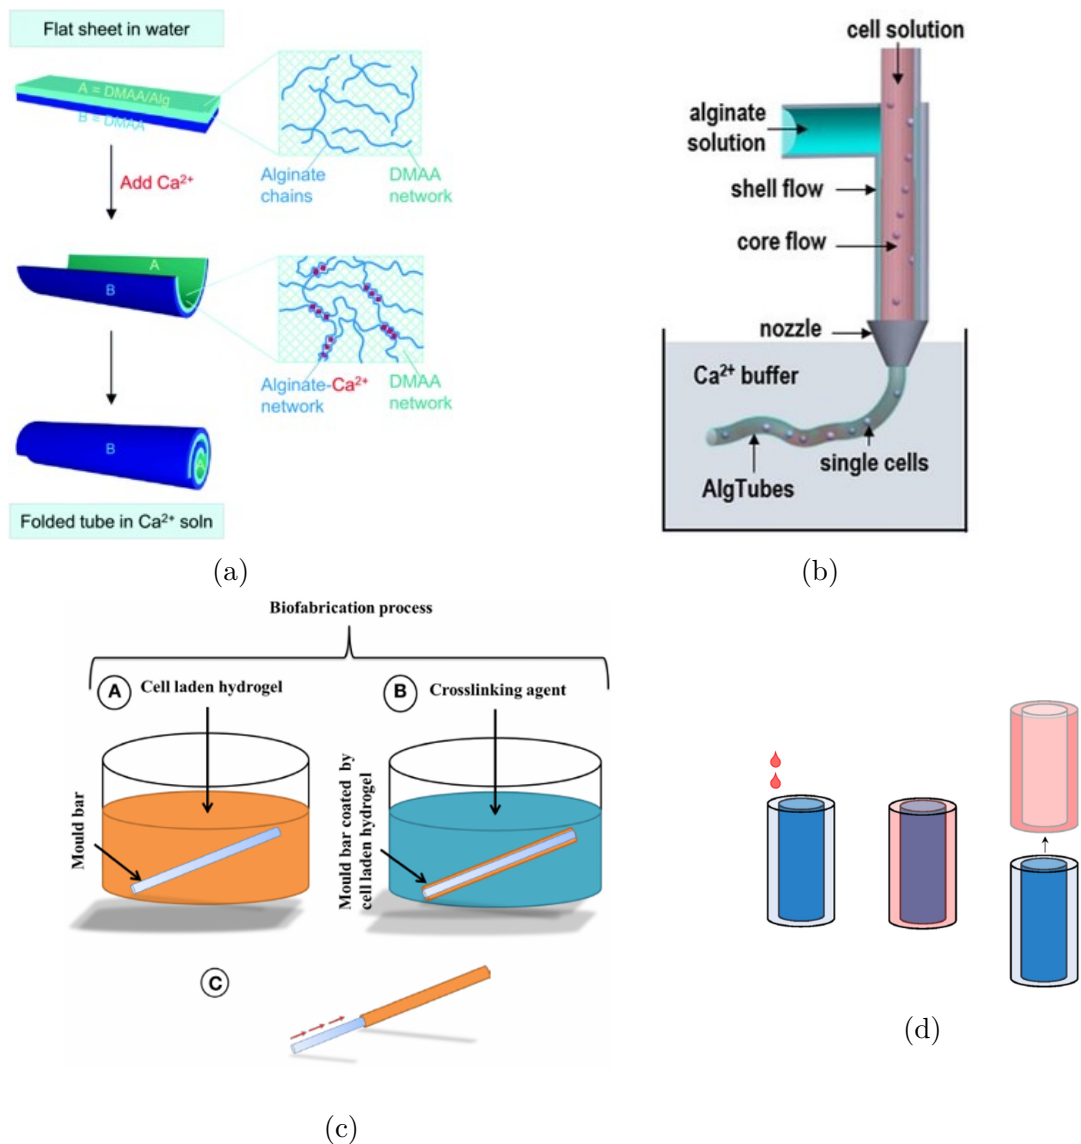 Flat sheet in water
A = DMAA/Alg
B = DMAA
Add Ca²⁺
Alginate
chains
DMAA
network
A
B
Alginate-Ca²⁺
network
DMAA
network
B
A
Folded tube in Ca²⁺ soln
(a)
cell solution
alginate
solution
shell flow
core flow
nozzle
Ca²⁺ buffer
single cells
AlgTubes
(b)
Biofabrication process
A
Cell laden hydrogel
B
Crosslinking agent
Mould bar
Mould bar coated by
cell laden hydrogel
C
(c)
(d)